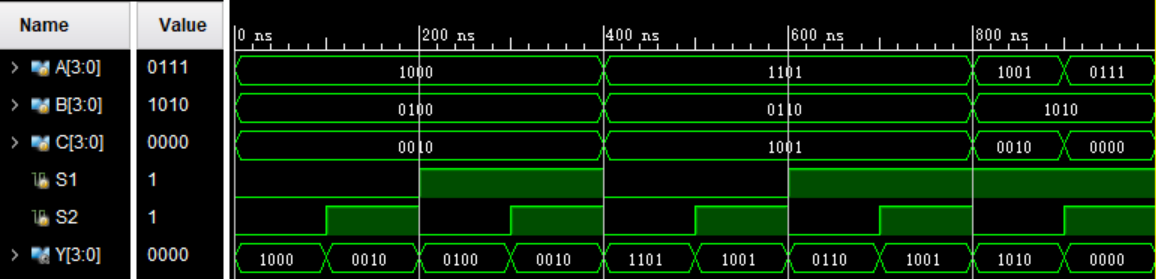 Name Value
0 ns 200 ns 400 ns 600 ns 800 ns
A[3:0] 0111 1000 1101 1001 0111
B[3:0] 1010 0100 0110 1010
C[3:0] 0000 0010 1001 0010 0000
S1 1
S2 1
Y[3:0] 0000 1000 0010 0100 0010 1101 1001 0110 1001 1010 0000